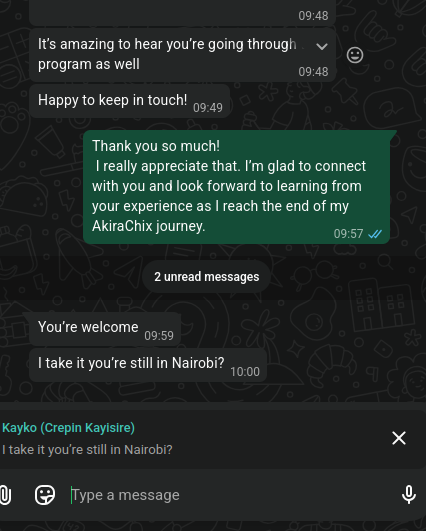 09:48
It’s amazing to hear you’re going through
program as well
09:48
Happy to keep in touch! 09:49
Thank you so much!
I really appreciate that. I’m glad to connect
with you and look forward to learning from
your experience as I reach the end of my
AkiraChix journey.
09:57
2 unread messages
You’re welcome 09:59
I take it you’re still in Nairobi? 10:00
Kayko (Crepin Kayisire)
I take it you’re still in Nairobi?
Type a message